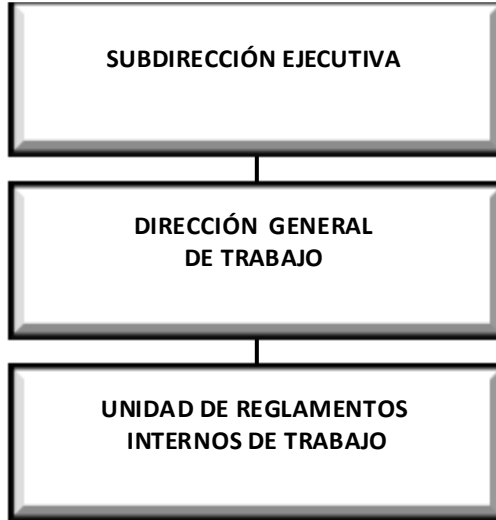 SUBDIRECCIÓN EJECUTIVA
DIRECCIÓN GENERAL
DE TRABAJO
UNIDAD DE REGLAMENTOS
INTERNOS DE TRABAJO